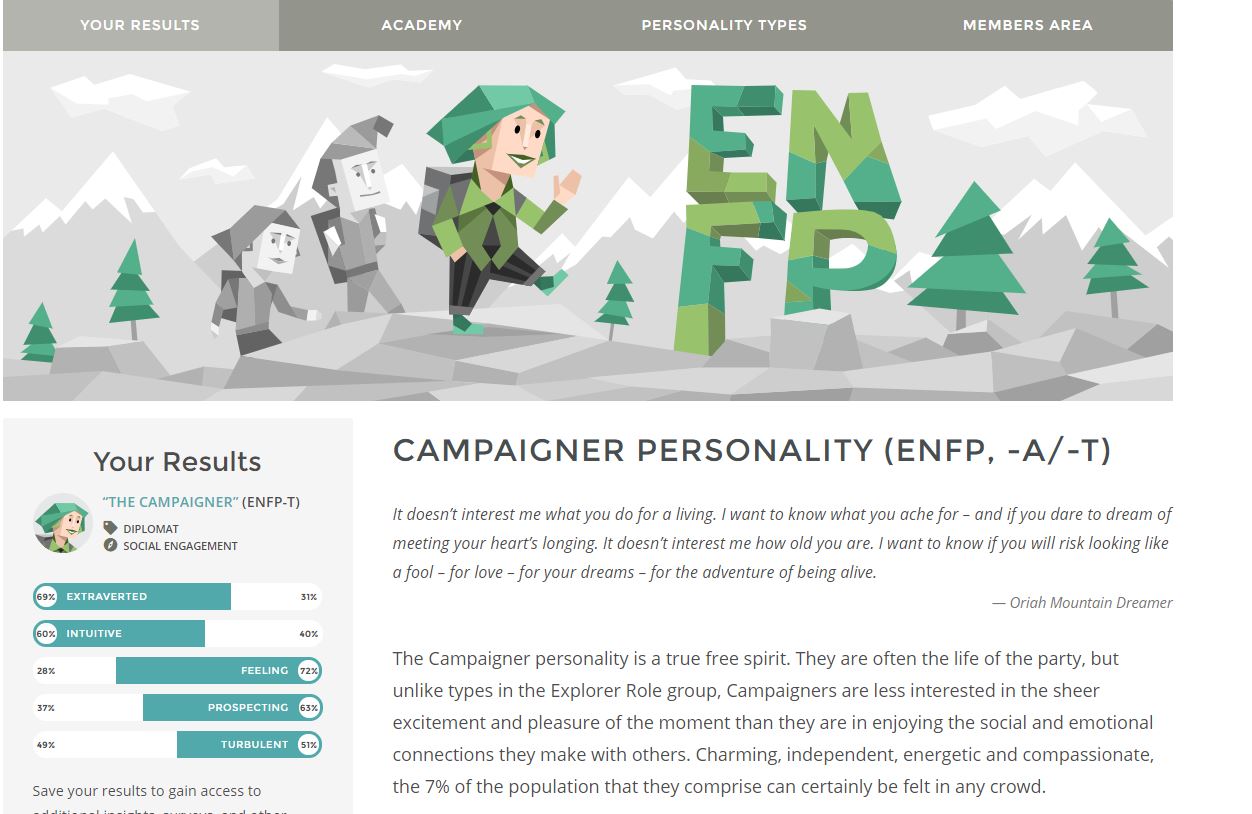 YOUR RESULTS ACADEMY PERSONALITY TYPES MEMBERS AREA
EN
FP
Your Results
“THE CAMPAIGNER” (ENFP-T)
DIPLOMAT
SOCIAL ENGAGEMENT
69% EXTRAVERTED 31%
60% INTUITIVE 40%
28% FEELING 72%
37% PROSPECTING 63%
49% TURBULENT 51%
Save your results to gain access to
additional insights, surveys, and other
CAMPAIGNER PERSONALITY (ENFP, -A/-T)
It doesn’t interest me what you do for a living. I want to know what you ache for – and if you dare to dream of
meeting your heart’s longing. It doesn’t interest me how old you are. I want to know if you will risk looking like
a fool – for love – for your dreams – for the adventure of being alive.
— Oriah Mountain Dreamer
The Campaigner personality is a true free spirit. They are often the life of the party, but
unlike types in the Explorer Role group, Campaigners are less interested in the sheer
excitement and pleasure of the moment than they are in enjoying the social and emotional
connections they make with others. Charming, independent, energetic and compassionate,
the 7% of the population that they comprise can certainly be felt in any crowd.